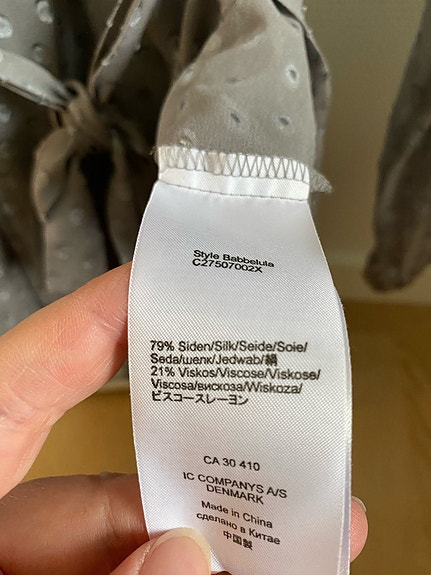 Style Babbelula
C27507002X
79% Siden/Silk/Seide/Soie/
Seda/шелк/Jedwab/絹
21% Viskos/Viscose/Viskose/
Viscosa/вискоза/Wiskoza/
ビスコースレーヨン
CA 30 410
IC COMPANYS A/S
DENMARK
Made in China
сделано в Китае
中国製